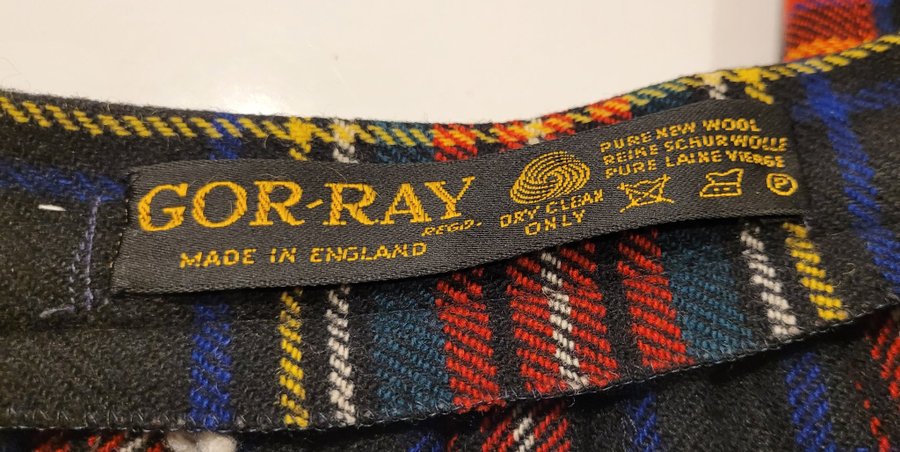 GOR-RAY
REGD.
MADE IN ENGLAND
DRY CLEAN
ONLY
PURE NEW WOOL
REINE SCHURWOLLE
PURE LAINE VIERGE
P